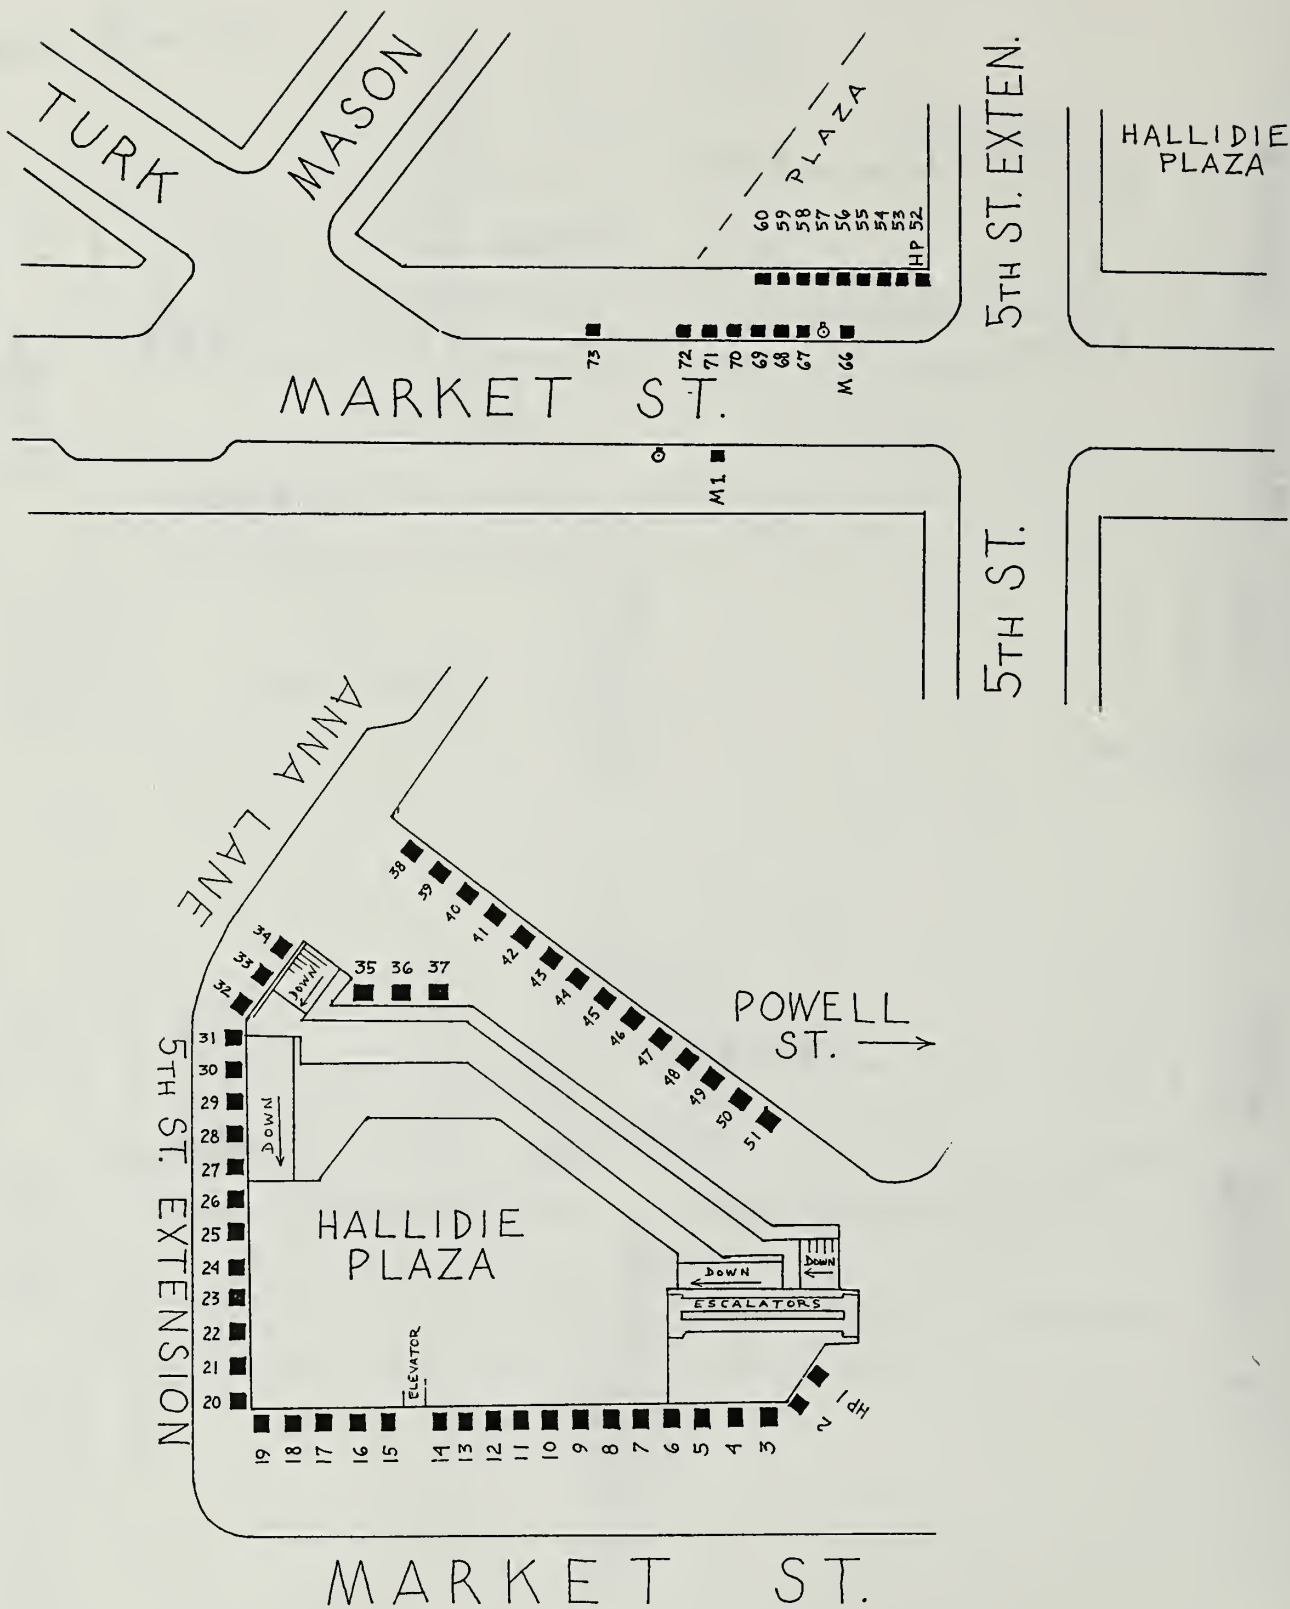 TURK
MASON
PLAZA
5TH ST. EXTEN.
HALLIDIE
PLAZA
60
59
58
57
56
55
54
53
HP 52
73
72
71
70
69
68
67
M 66
MARKET ST.
M1
5TH ST.
ANNA LANE
38
39
40
41
42
43
44
45
46
47
48
49
50
51
34
33
32
DOWN
35 36 37
POWELL
ST.
31
30
29
28
27
26
25
24
23
22
21
20
5TH ST. EXTENSION
DOWN
HALLIDIE
PLAZA
DOWN
DOWN
ESCALATORS
ELEVATOR
19
18
17
16
15
14
13
12
11
10
9
8
7
6
5
4
3
2
HP1
MARKET ST.